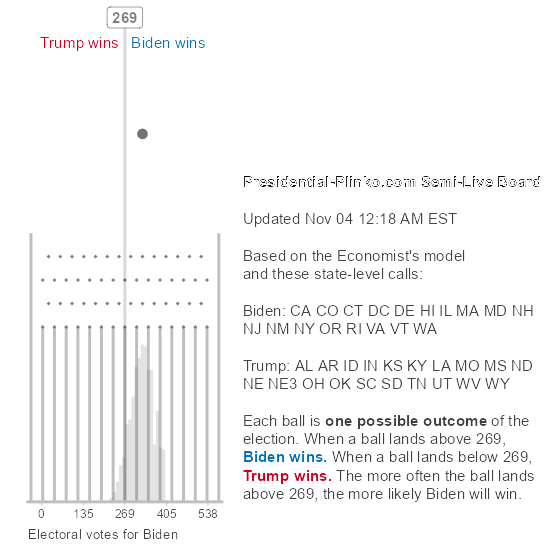 269
Trump wins Biden wins
Presidential-Plinko.com Semi-Live Board
Updated Nov 04 12:18 AM EST
Based on the Economist's model
and these state-level calls:
Biden: CA CO CT DC DE HI IL MA MD NH
NJ NM NY OR RI VA VT WA
Trump: AL AR ID IN KS KY LA MO MS ND
NE NE3 OH OK SC SD TN UT WV WY
Each ball is one possible outcome of the
election. When a ball lands above 269,
Biden wins. When a ball lands below 269,
Trump wins. The more often the ball lands
above 269, the more likely Biden will win.
0 135 269 405 538
Electoral votes for Biden